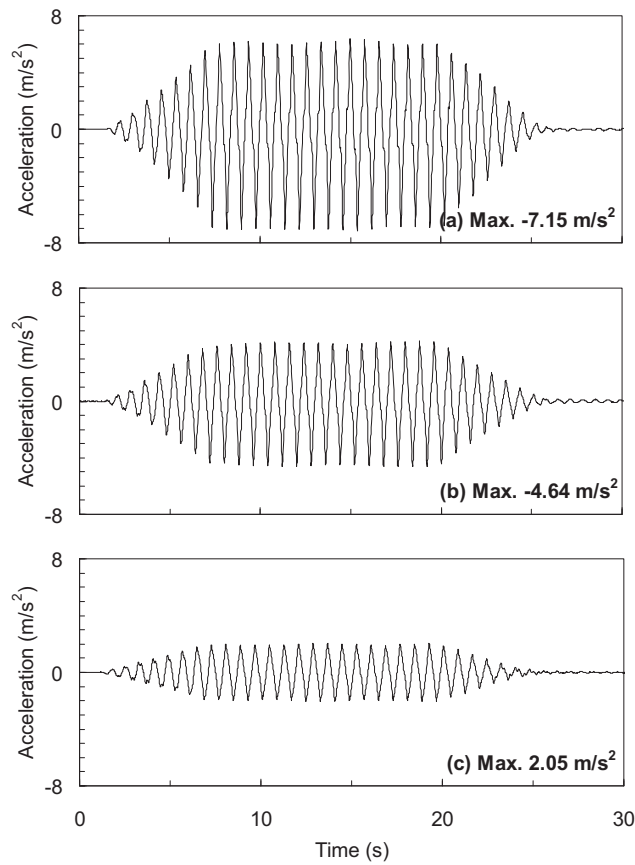 8
Acceleration (m/s²)
0
-8
(a) Max. -7.15 m/s²
8
Acceleration (m/s²)
0
-8
(b) Max. -4.64 m/s²
8
Acceleration (m/s²)
0
-8
(c) Max. 2.05 m/s²
0 10 20 30
Time (s)